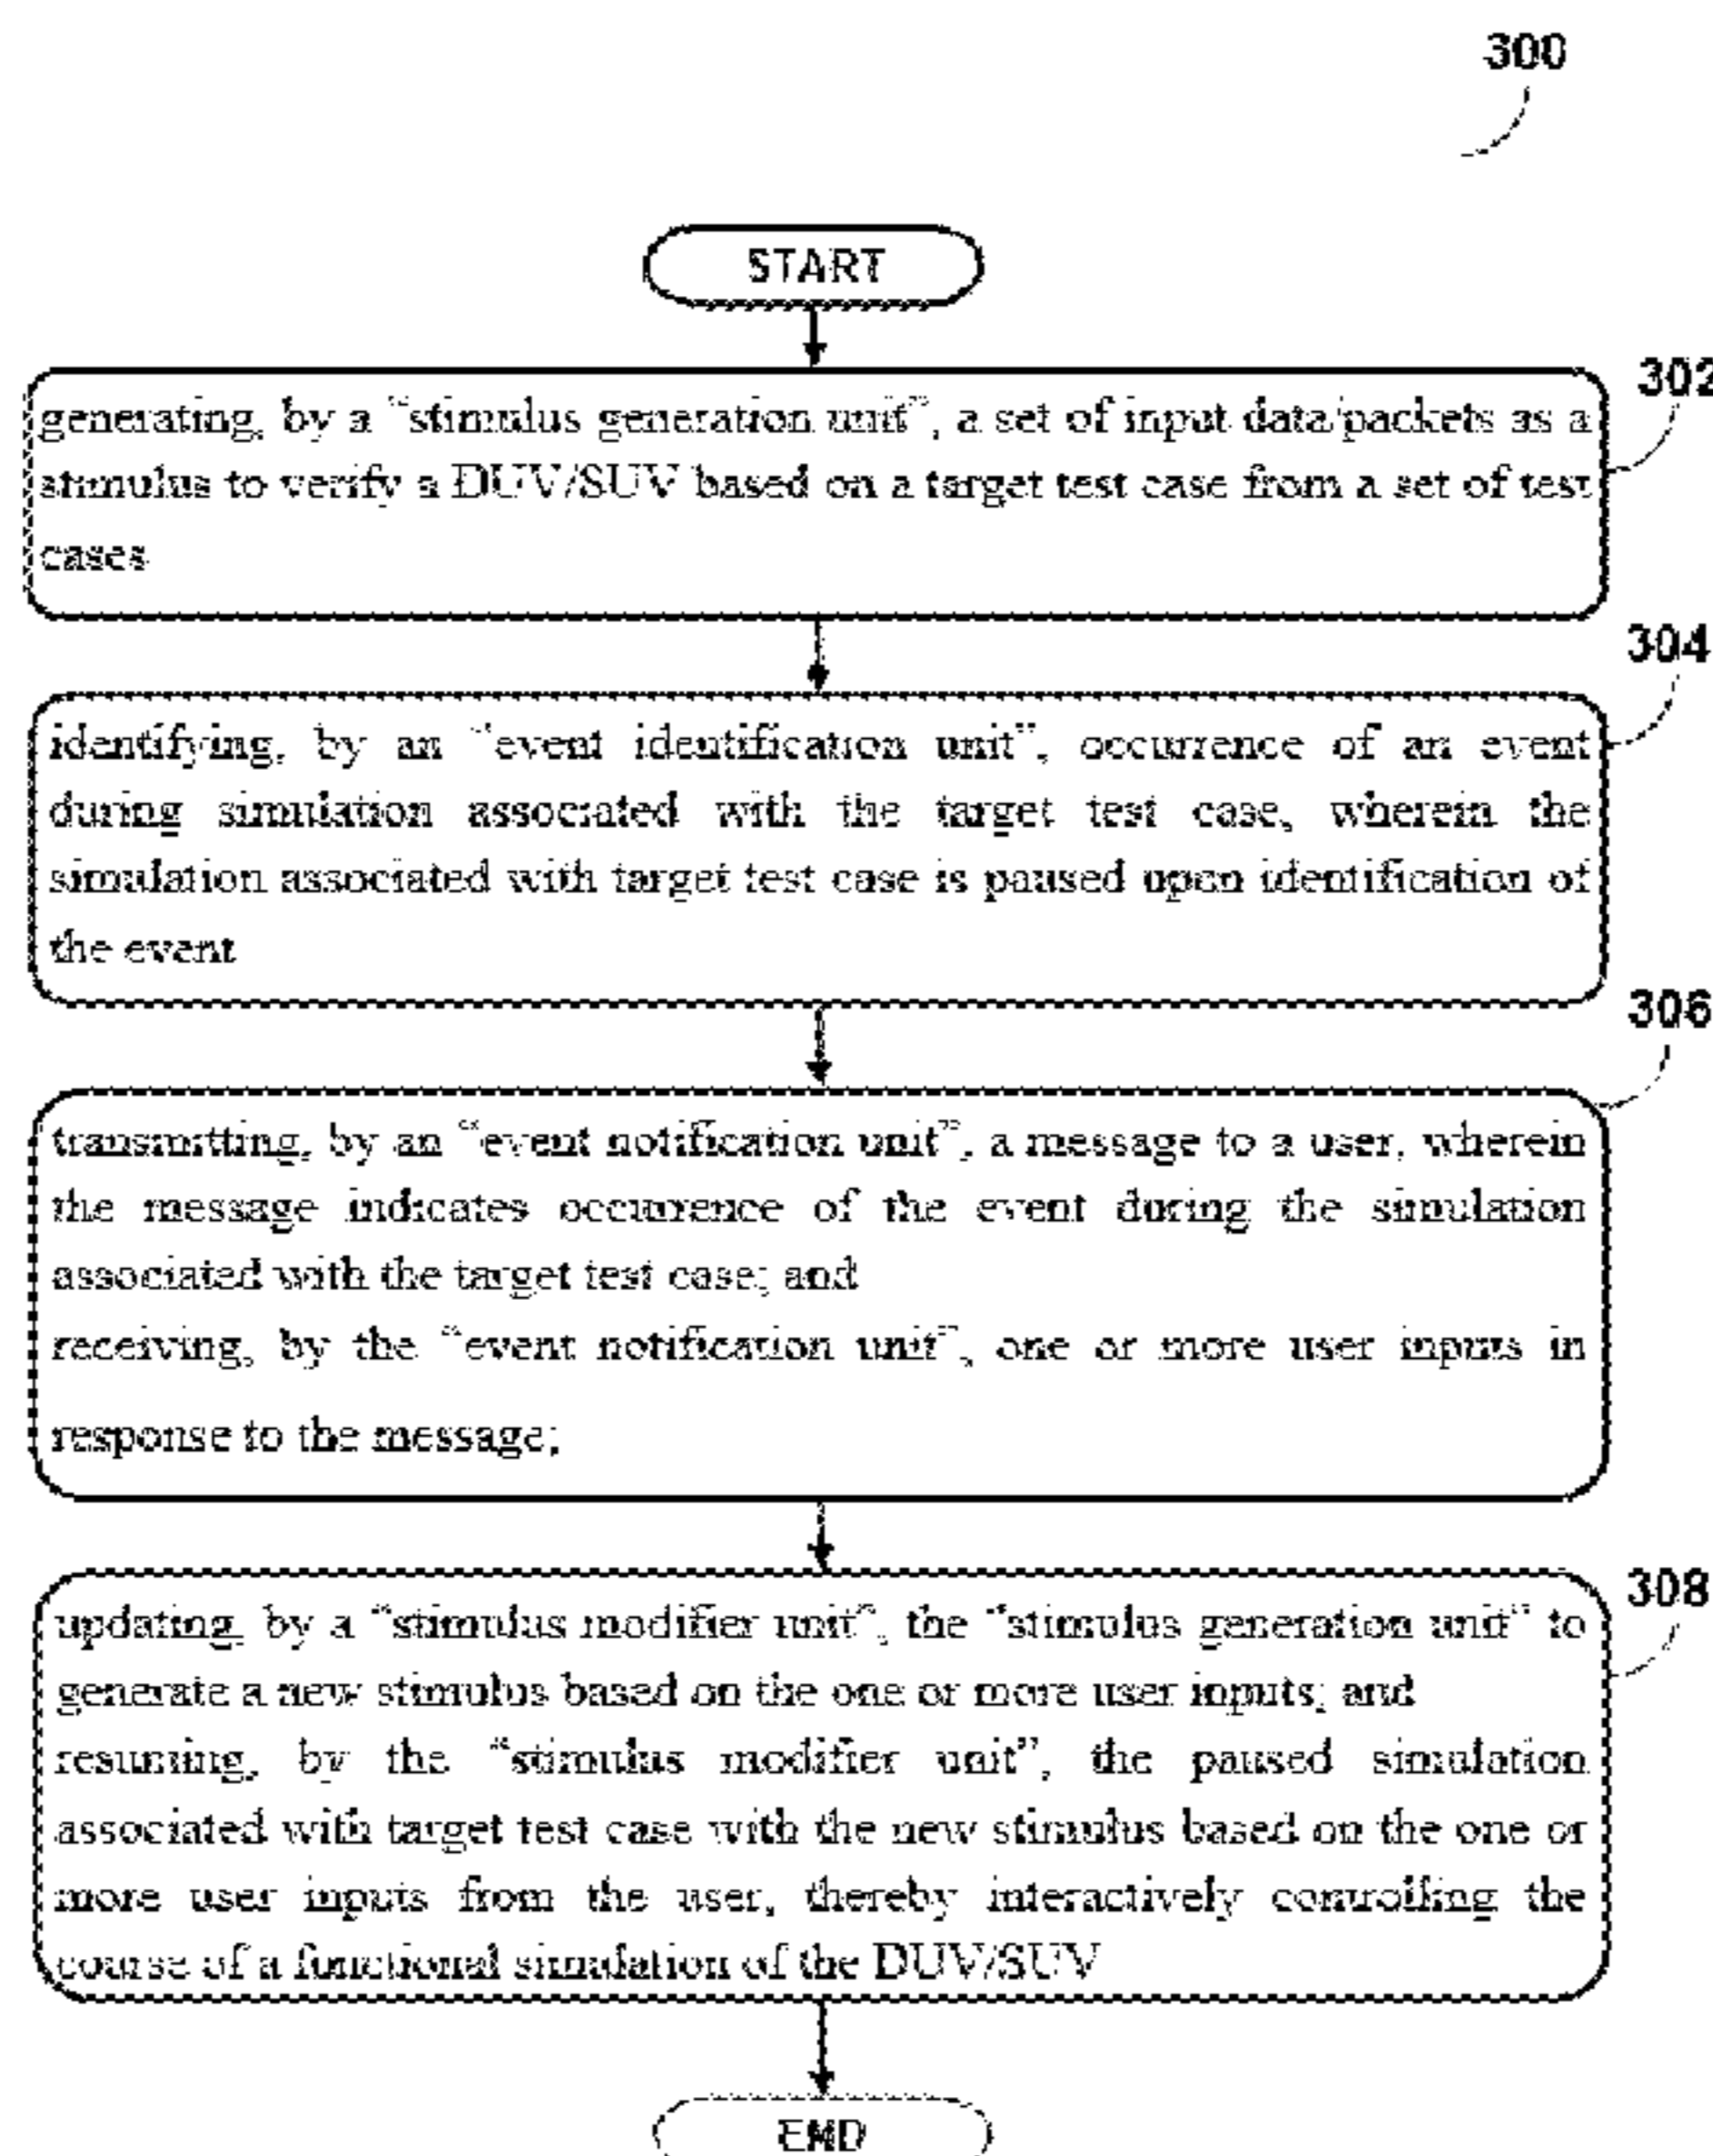 300
START
302
generating, by a “stimulus generation unit”, a set of input data/packets as a
stimulus to verify a DUV/SUV based on a target test case from a set of test
cases
304
identifying, by an “event identification unit”, occurrence of an event
during simulation associated with the target test case, wherein the
simulation associated with target test case is paused upon identification of
the event
306
transmitting, by an “event notification unit”, a message to a user, wherein
the message indicates occurrence of the event during the simulation
associated with the target test case; and
receiving, by the “event notification unit”, one or more user inputs in
response to the message;
308
updating, by a “stimulus modifier unit”, the “stimulus generation unit” to
generate a new stimulus based on the one or more user inputs; and
resuming, by the “stimulus modifier unit”, the paused simulation
associated with target test case with the new stimulus based on the one or
more user inputs from the user, thereby interactively controlling the
course of a functional simulation of the DUV/SUV
END